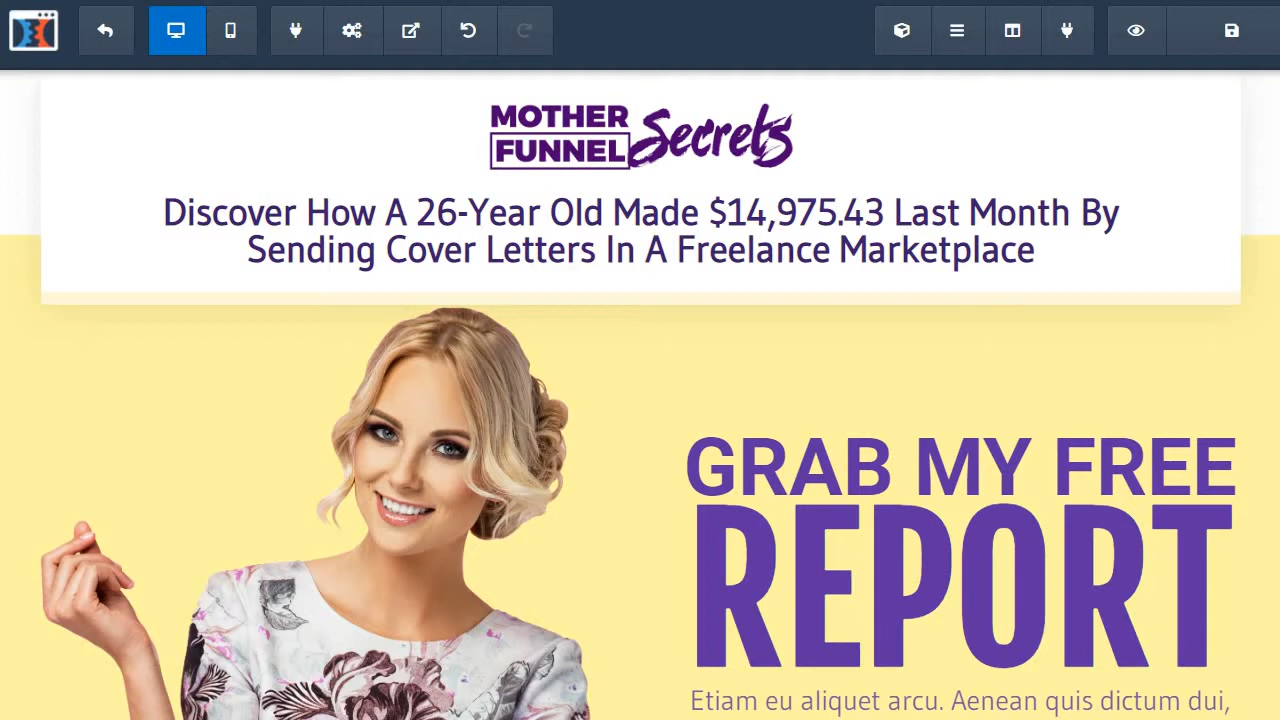 MOTHER
FUNNEL Secrets
Discover How A 26-Year Old Made $14,975.43 Last Month By
Sending Cover Letters In A Freelance Marketplace
GRAB MY FREE
REPORT
Etiam eu aliquet arcu. Aenean quis dictum dui,